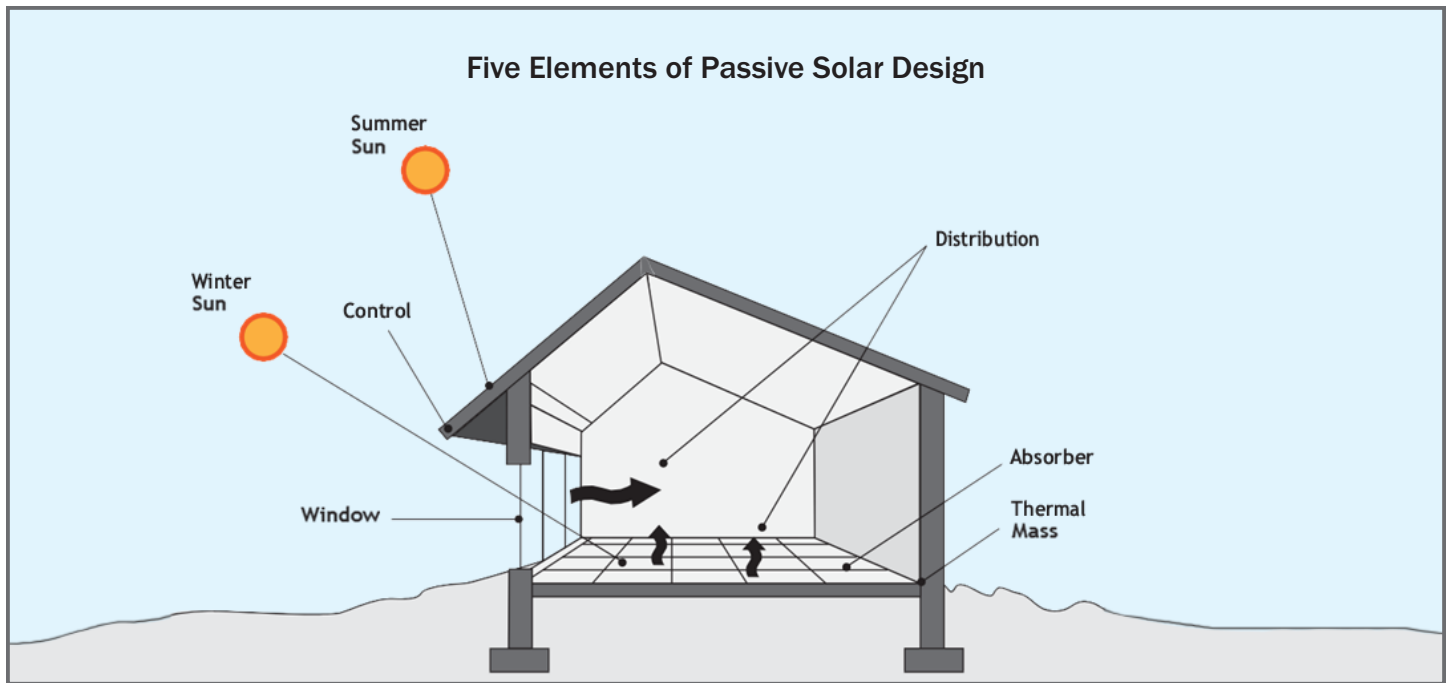 Five Elements of Passive Solar Design
Summer
Sun
Distribution
Winter
Sun
Control
Absorber
Window
Thermal
Mass